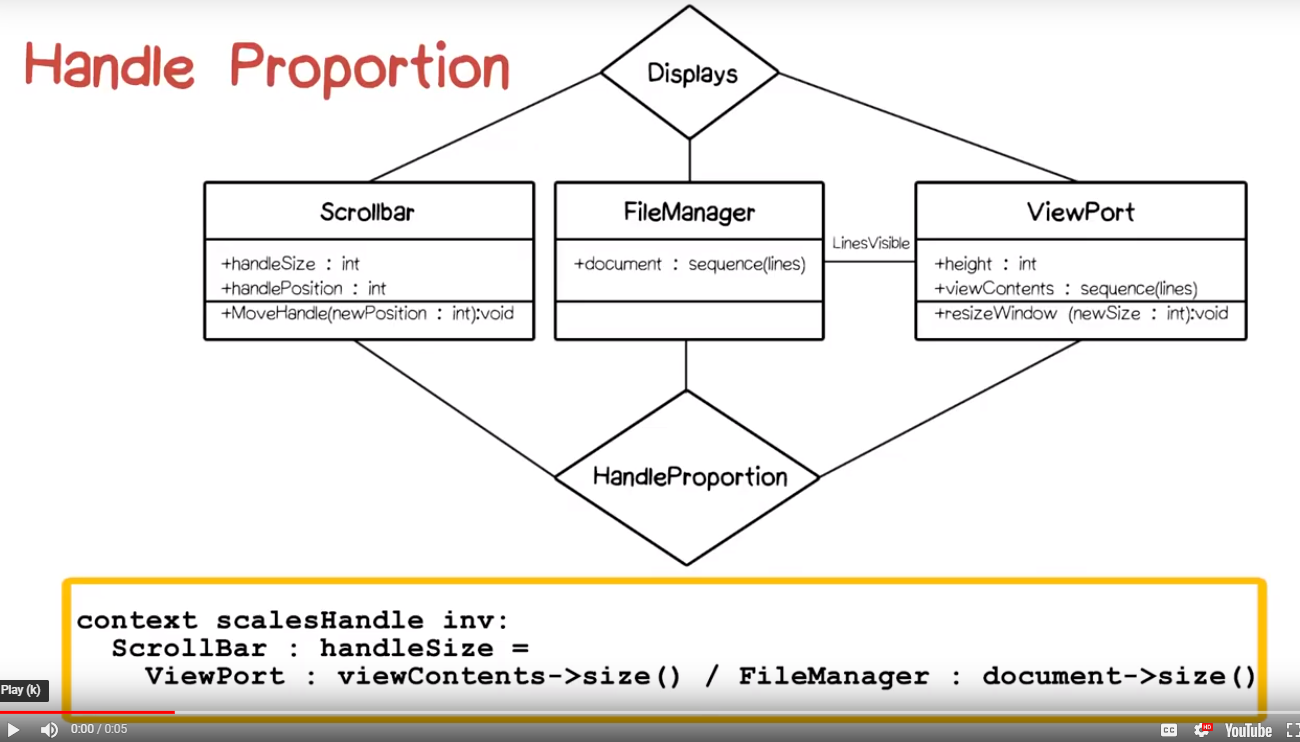 Handle Proportion
Displays
Scrollbar
+handleSize : int
+handlePosition : int
+MoveHandle(newPosition : int):void
FileManager
+document : sequence(lines)
LinesVisible
ViewPort
+height : int
+viewContents : sequence(lines)
+resizeWindow (newSize : int):void
HandleProportion
context scalesHandle inv:
ScrollBar : handleSize =
ViewPort : viewContents->size() / FileManager : document->size()
Play (k)
0:00 / 0:05
CC
HD
YouTube